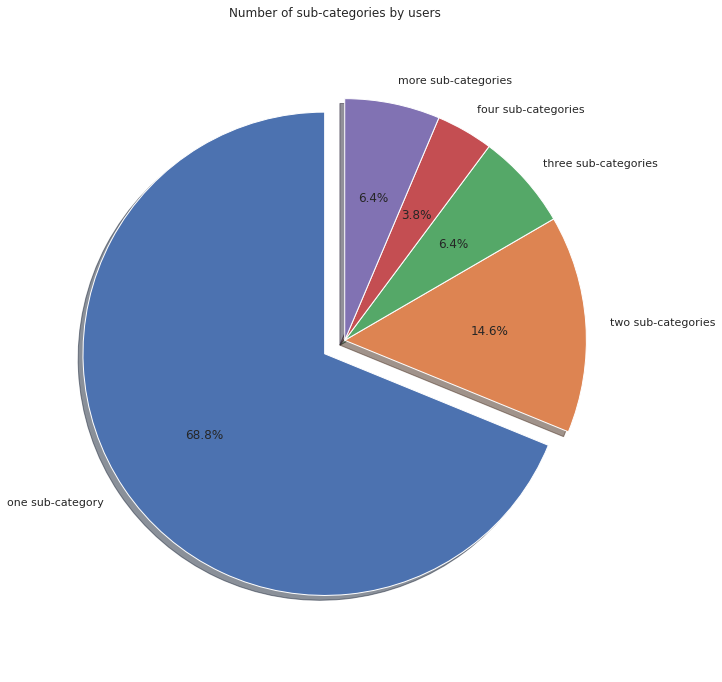 Number of sub-categories by users
more sub-categories
four sub-categories
three sub-categories
6.4%
3.8%
6.4%
two sub-categories
14.6%
68.8%
one sub-category